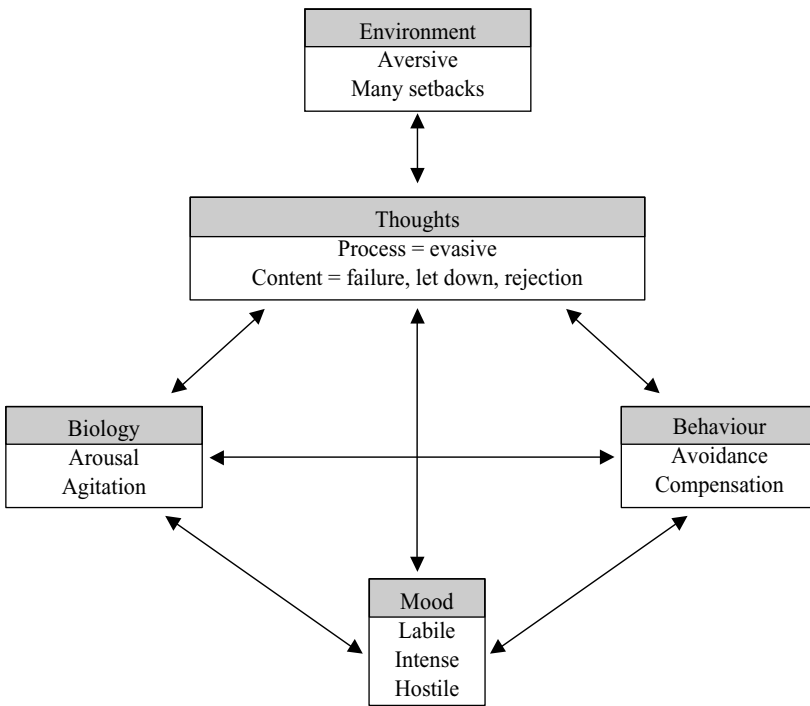 Environment
Aversive
Many setbacks
Thoughts
Process = evasive
Content = failure, let down, rejection
Biology
Arousal
Agitation
Behaviour
Avoidance
Compensation
Mood
Labile
Intense
Hostile